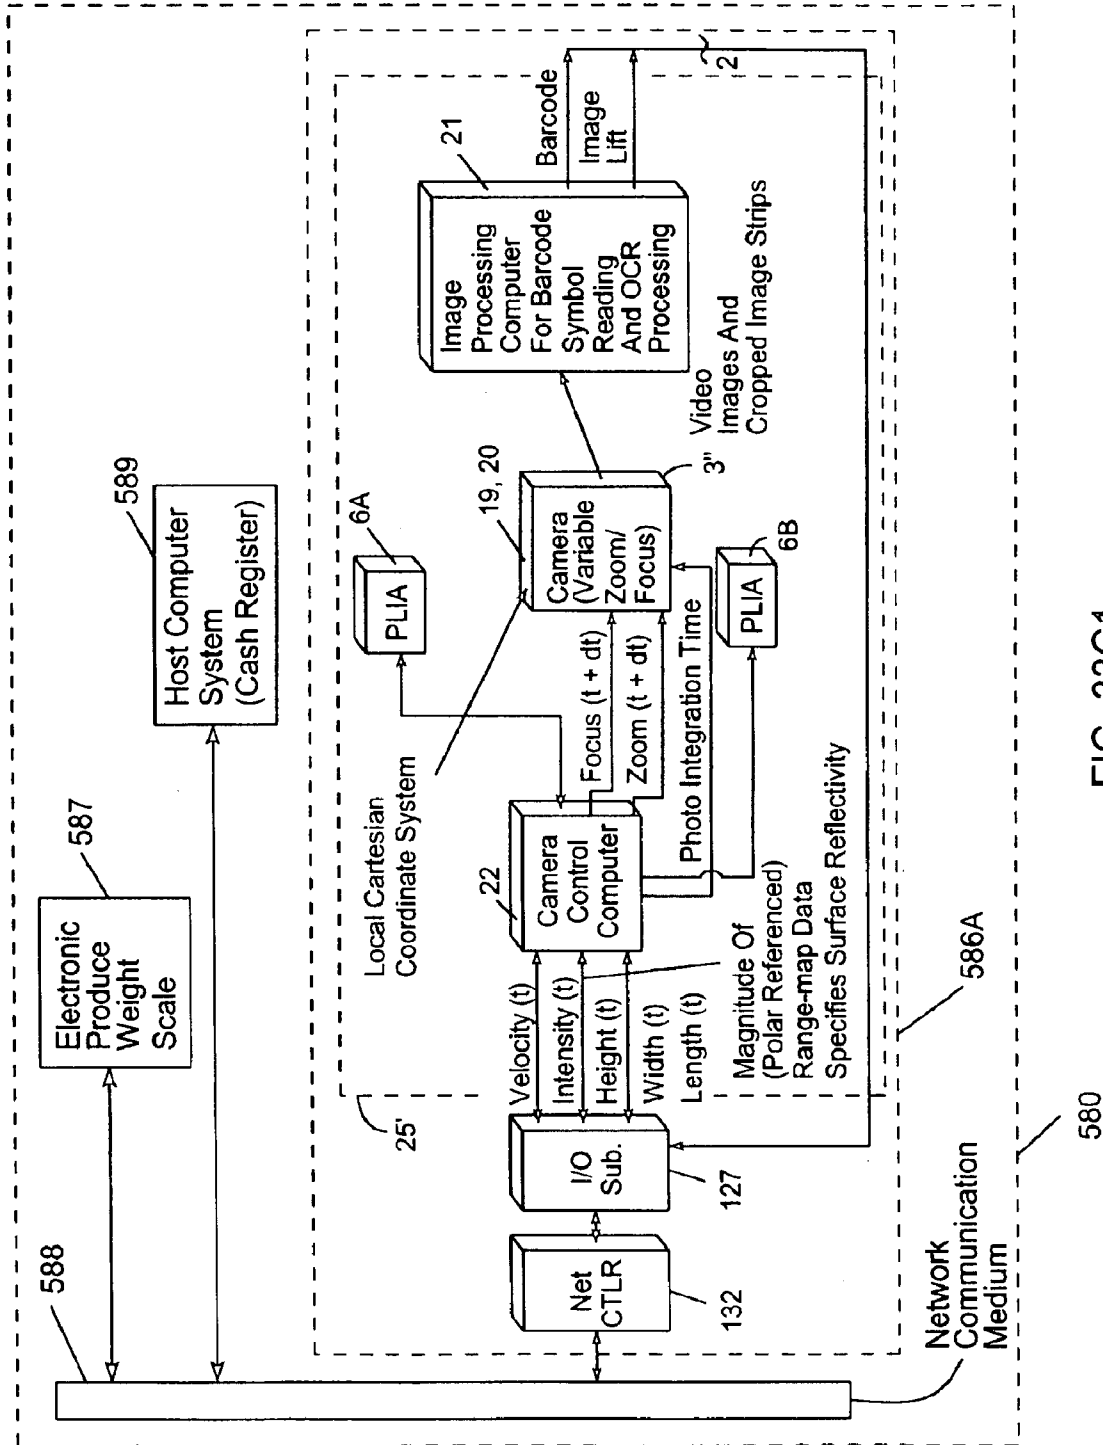 588
Electronic
Produce
Weight
Scale
587
Host Computer
System
(Cash Register)
589
25'
Local Cartesian
Coordinate System
6A
PLIA
19, 20
Camera
(Variable
Zoom/
Focus)
3"
21
Image
Processing
Computer
For Barcode
Symbol
Reading
And OCR
Processing
Barcode
Image
Lift
2
Net
CTLR
132
I/O
Sub.
127
Velocity (t)
Intensity (t)
Height (t)
Width (t)
Length (t)
22
Camera
Control
Computer
Focus (t + dt)
Zoom (t + dt)
Photo Integration Time
PLIA
6B
Video
Images And
Cropped Image Strips
Magnitude Of
(Polar Referenced)
Range-map Data
Specifies Surface Reflectivity
586A
Network
Communication
Medium
580